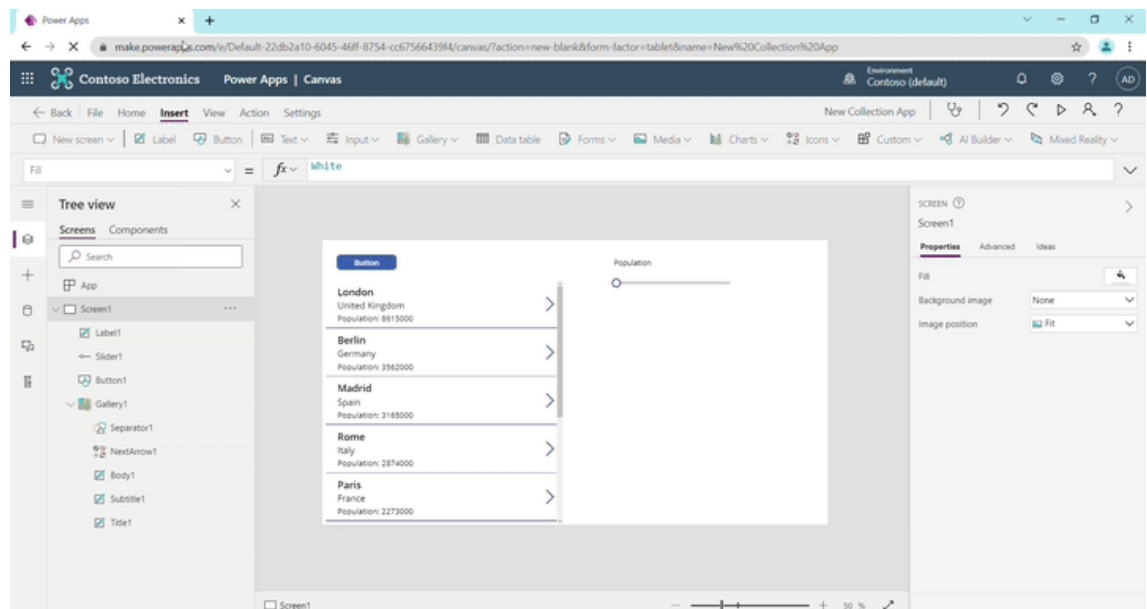 Power Apps
make.powerapps.com/e/Default-22db2a10-6045-46ff-8754-cc67566439f4/canvas/?action=new-blank&form-factor=tablet&name=New%20Collection%20App
Contoso Electronics Power Apps | Canvas
Environment
Contoso (default)
AD
Back File Home Insert View Action Settings New Collection App
New screen Label Button Text Input Gallery Data table Forms Media Charts Icons Custom AI Builder Mixed Reality
Fill = fx White
Tree view
Screens Components
Search
App
Screen1
Label1
Slider1
Button1
Gallery1
Separator1
NextArrow1
Body1
Subtitle1
Title1
Button
Population
London
United Kingdom
Population: 8615000
Berlin
Germany
Population: 3562000
Madrid
Spain
Population: 3165000
Rome
Italy
Population: 2874000
Paris
France
Population: 2273000
SCREEN
Screen1
Properties Advanced Ideas
Fill
Background image None
Image position Fit
Screen1 50 %